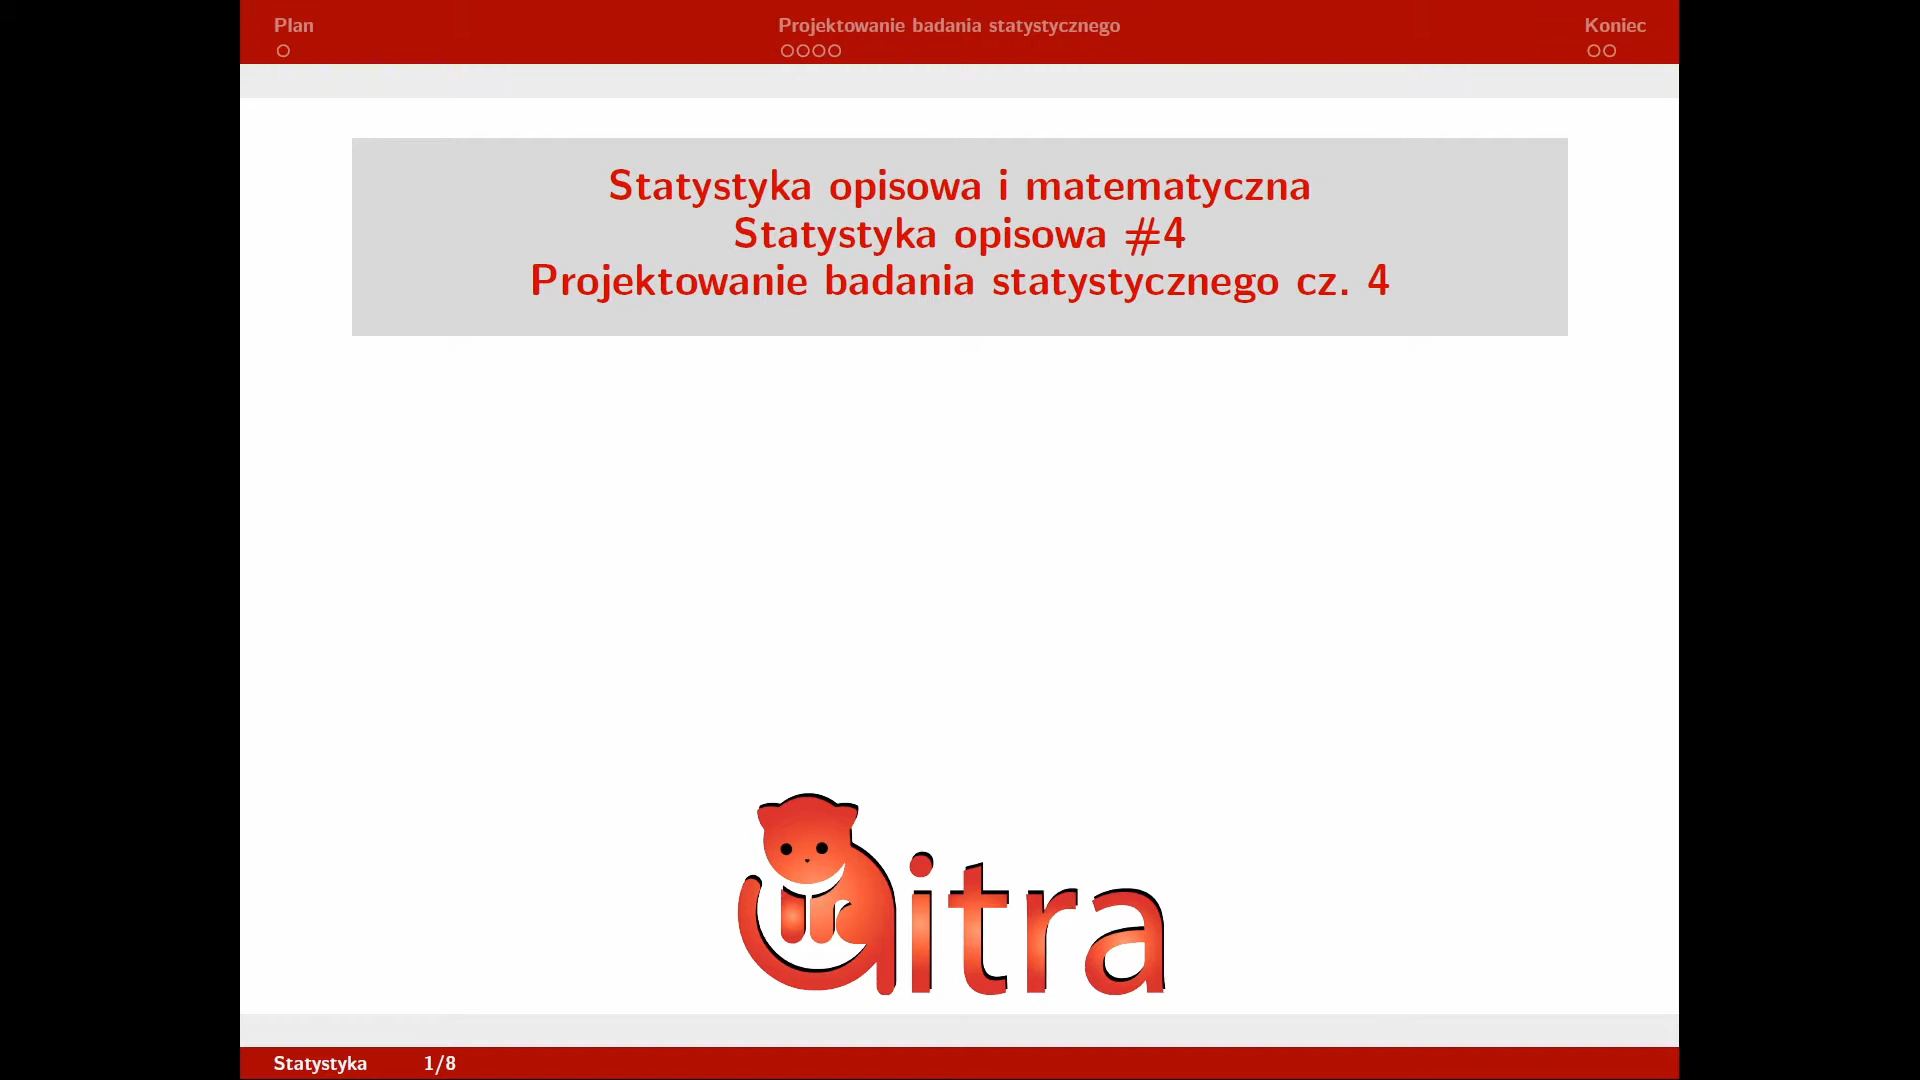 Plan
Projektowanie badania statystycznego
Koniec
Statystyka opisowa i matematyczna
Statystyka opisowa #4
Projektowanie badania statystycznego cz. 4
aitra
Statystyka 1/8